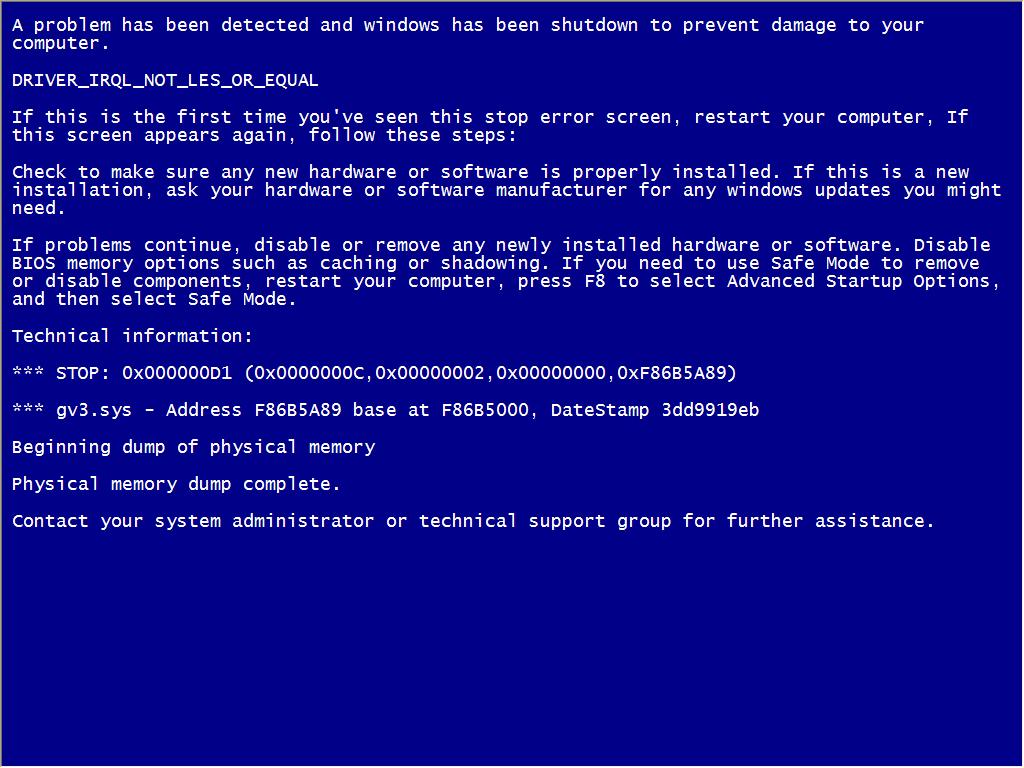 A problem has been detected and windows has been shutdown to prevent damage to your
computer.
DRIVER_IRQL_NOT_LES_OR_EQUAL
If this is the first time you've seen this stop error screen, restart your computer, If
this screen appears again, follow these steps:
Check to make sure any new hardware or software is properly installed. If this is a new
installation, ask your hardware or software manufacturer for any windows updates you might
need.
If problems continue, disable or remove any newly installed hardware or software. Disable
BIOS memory options such as caching or shadowing. If you need to use Safe Mode to remove
or disable components, restart your computer, press F8 to select Advanced Startup Options,
and then select Safe Mode.
Technical information:
*** STOP: 0x000000D1 (0x0000000C,0x00000002,0x00000000,0xF86B5A89)
*** gv3.sys - Address F86B5A89 base at F86B5000, DateStamp 3dd9919eb
Beginning dump of physical memory
Physical memory dump complete.
Contact your system administrator or technical support group for further assistance.